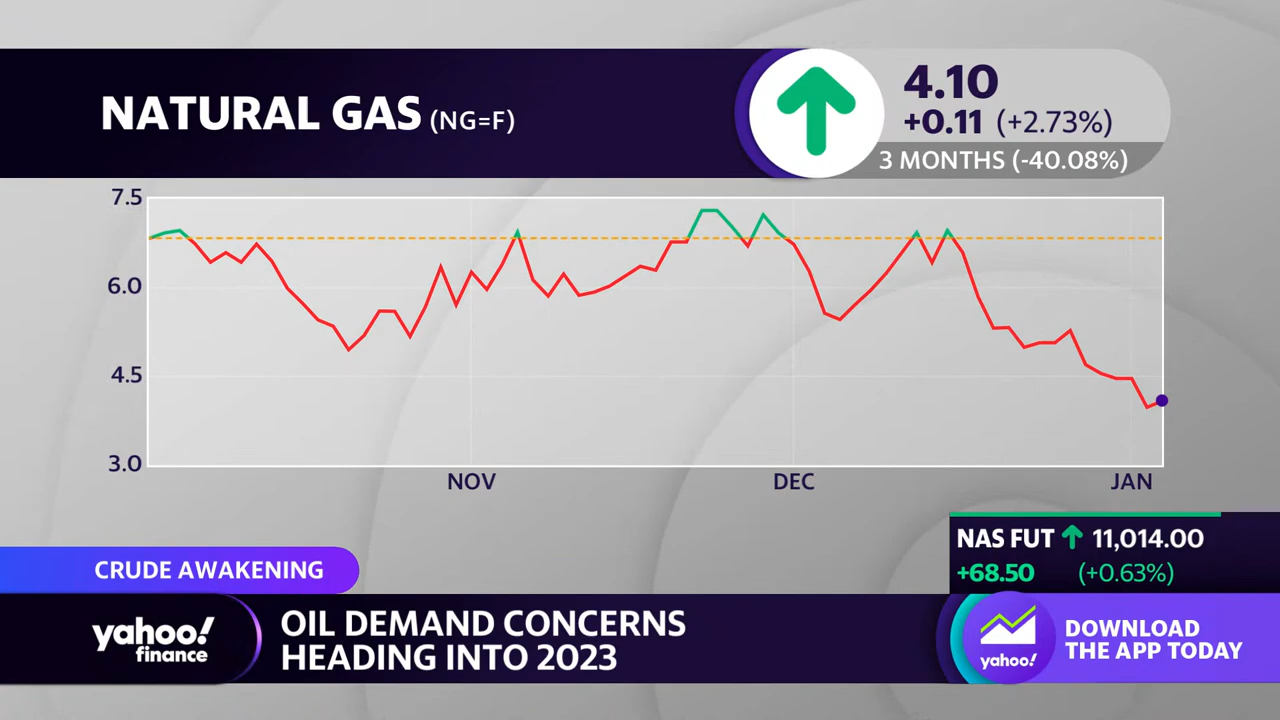 NATURAL GAS (NG=F)
4.10
+0.11 (+2.73%)
3 MONTHS (-40.08%)
7.5
6.0
4.5
3.0
NOV DEC JAN
NAS FUT 11,014.00
+68.50 (+0.63%)
CRUDE AWAKENING
yahoo!
finance
OIL DEMAND CONCERNS
HEADING INTO 2023
yahoo!
DOWNLOAD
THE APP TODAY